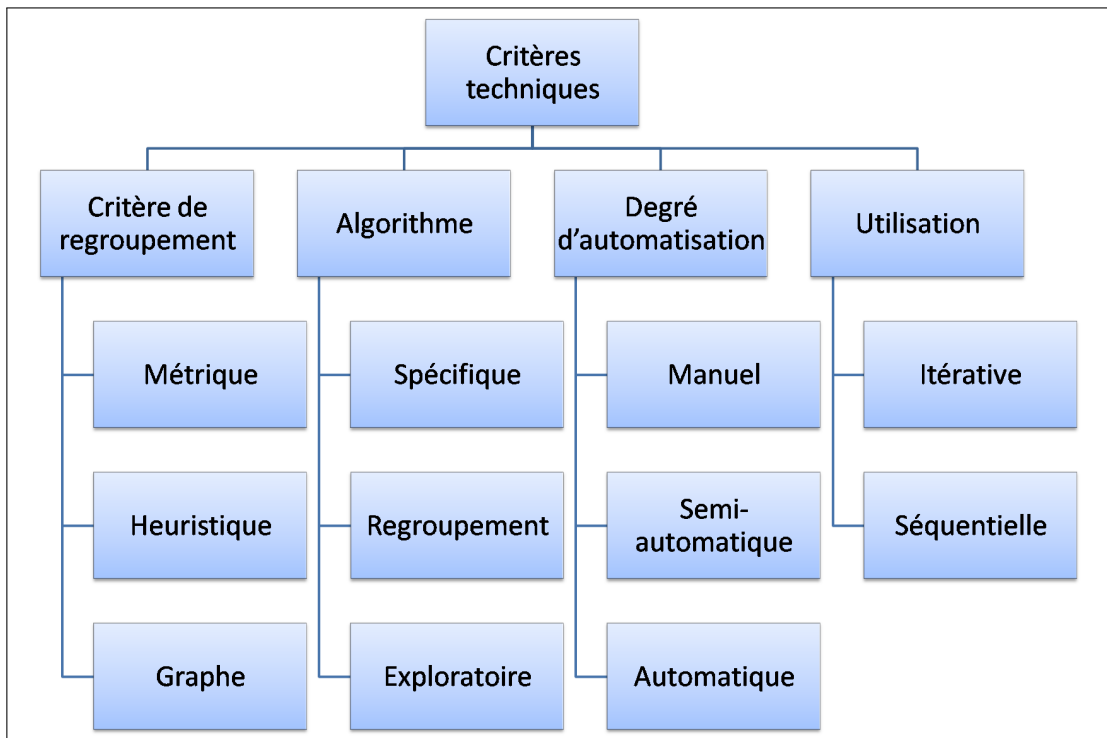 Critères
techniques
Critère de
regroupement
Algorithme
Degré
d'automatisation
Utilisation
Métrique
Spécifique
Manuel
Itérative
Heuristique
Regroupement
Semi-
automatique
Séquentielle
Graphe
Exploratoire
Automatique